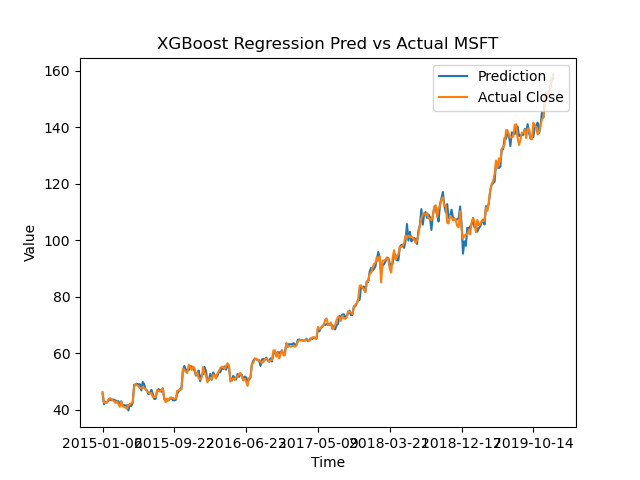 XGBoost Regression Pred vs Actual MSFT
Prediction
Actual Close
160
140
120
100
80
60
40
Value
2015-01-06 2015-09-22 2016-06-23 2017-05-09 2018-03-21 2018-12-17 2019-10-14
Time